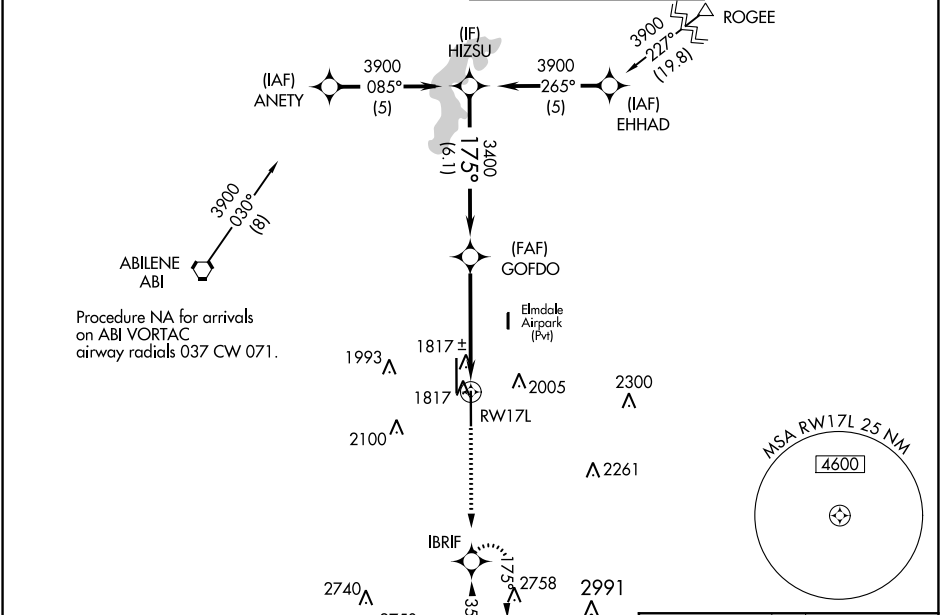 ROGEE
3900
227°
(19.8)
(IF)
HIZSU
(IAF)
ANETY
3900
085°
(5)
3900
265°
(5)
(IAF)
EHHAD
3400
175°
(6.1)
3900
030°
(8)
ABILENE
ABI
(FAF)
GOFDO
Procedure NA for arrivals
on ABI VORTAC
airway radials 037 CW 071.
Elmdale
Airpark
(Pvt)
1993
1817 ±
1817
2005
2300
RW17L
2100
2261
MSA RW17L 25 NM
4600
IBRIF
175°
2740
2758
2991
35